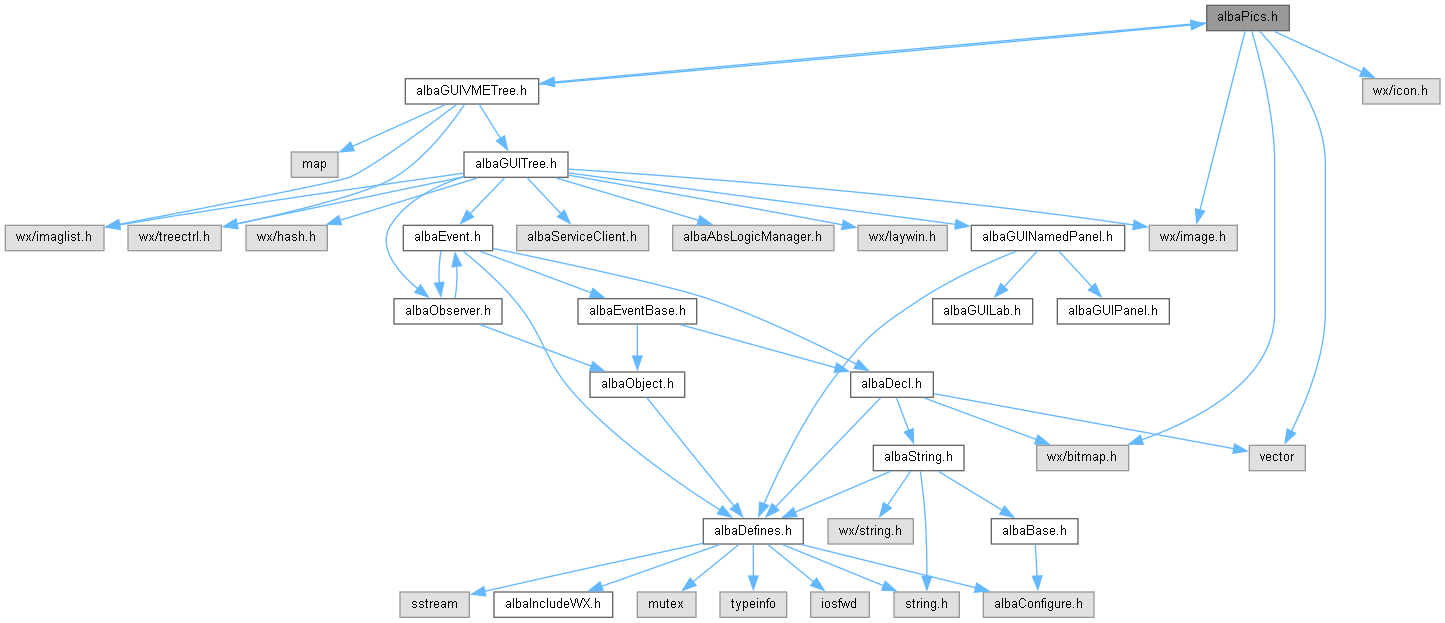 albaPics.h
albaGUIVMETree.h
wx/icon.h
map
albaGUITree.h
wx/imaglist.h
wx/treectrl.h
wx/hash.h
albaEvent.h
albaServiceClient.h
albaAbsLogicManager.h
wx/laywin.h
albaGUINamedPanel.h
wx/image.h
albaObserver.h
albaEventBase.h
albaGUILab.h
albaGUIPanel.h
albaObject.h
albaDecl.h
albaString.h
wx/bitmap.h
vector
albaDefines.h
wx/string.h
albaBase.h
sstream
albaIncludeWX.h
mutex
typeinfo
iosfwd
string.h
albaConfigure.h